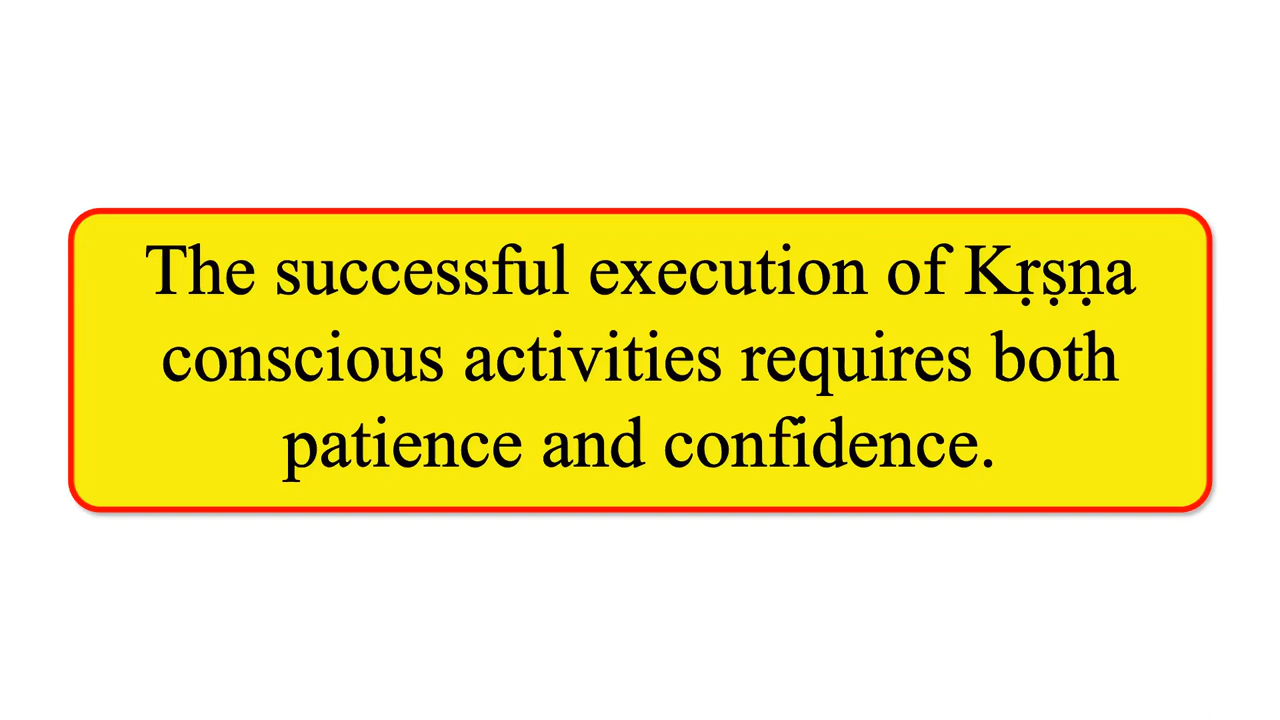 The successful execution of Kṛṣṇa
conscious activities requires both
patience and confidence.